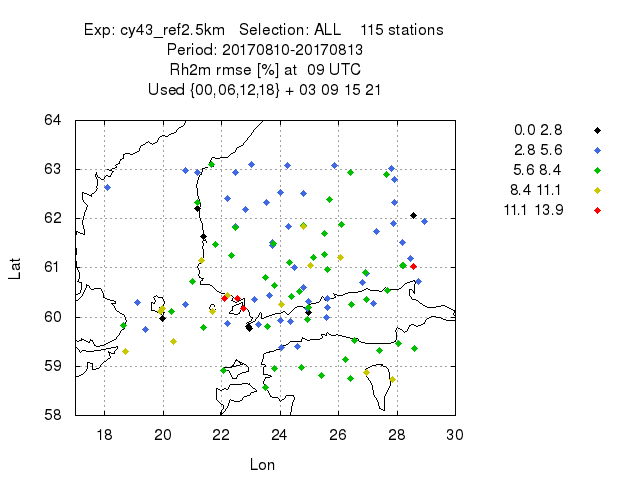 Exp: cy43_ref2.5km   Selection: ALL    115 stations
Period: 20170810-20170813
Rh2m rmse [%] at  09 UTC
Used {00,06,12,18} + 03 09 15 21
64
63
62
61
60
59
58
Lat
18 20 22 24 26 28 30
Lon
0.0 2.8
2.8 5.6
5.6 8.4
8.4 11.1
11.1 13.9